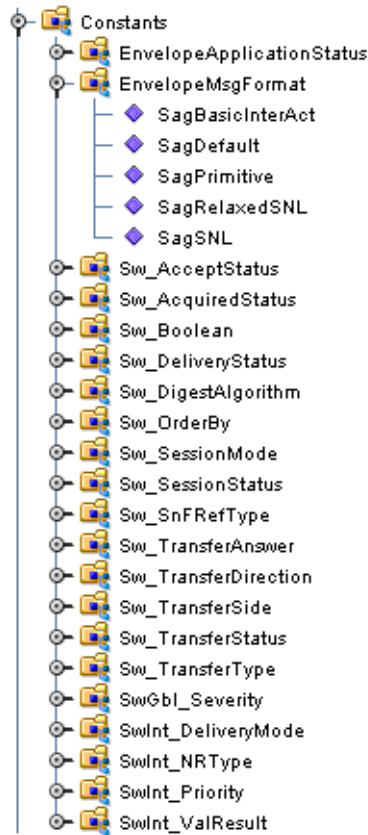 Constants
EnvelopeApplicationStatus
EnvelopeMsgFormat
SagBasicInterAct
SagDefault
SagPrimitive
SagRelaxedSNL
SagSNL
Sw_AcceptStatus
Sw_AcquiredStatus
Sw_Boolean
Sw_DeliveryStatus
Sw_DigestAlgorithm
Sw_OrderBy
Sw_SessionMode
Sw_SessionStatus
Sw_SnFRefType
Sw_TransferAnswer
Sw_TransferDirection
Sw_TransferSide
Sw_TransferStatus
Sw_TransferType
SwGbl_Severity
SwInt_DeliveryMode
SwInt_NRType
SwInt_Priority
SwInt_ValResult